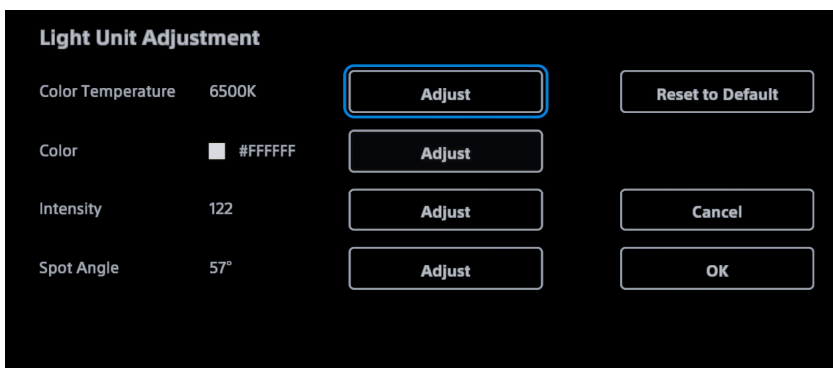 Light Unit Adjustment
Color Temperature 6500K Adjust Reset to Default
Color #FFFFFF Adjust
Intensity 122 Adjust Cancel
Spot Angle 57° Adjust OK